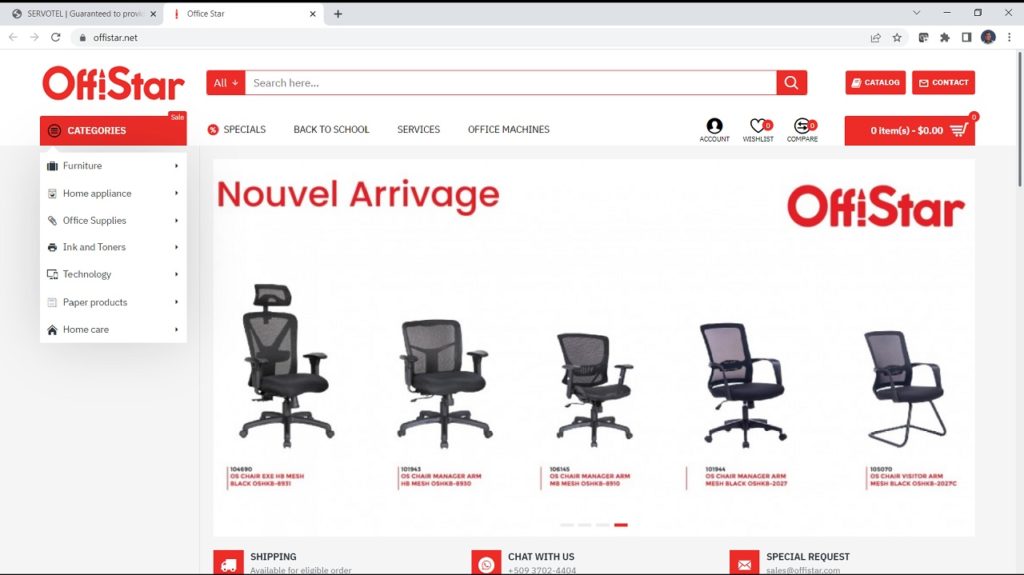 SERVOTEL | Guaranteed to provi
Office Star
offistar.net
OffiStar
All
Search here...
CATALOG
CONTACT
Sale
CATEGORIES
SPECIALS
BACK TO SCHOOL
SERVICES
OFFICE MACHINES
ACCOUNT
0
WISHLIST
0
COMPARE
0 item(s) - $0.00
0
Furniture
Home appliance
Office Supplies
Ink and Toners
Technology
Paper products
Home care
Nouvel Arrivage
OffiStar
104690
OS CHAIR EXE HB MESH
BLACK OSHKB-8931
101943
OS CHAIR MANAGER ARM
HB MESH OSHKB-8930
106145
OS CHAIR MANAGER ARM
MB MESH OSHKB-8910
101944
OS CHAIR MANAGER ARM
MESH BLACK OSHKB-2027
105070
OS CHAIR VISITOR ARM
MESH BLACK OSHKB-2027C
SHIPPING
Available for eligible order
CHAT WITH US
+509 3702-4404
SPECIAL REQUEST
sales@offistar.com